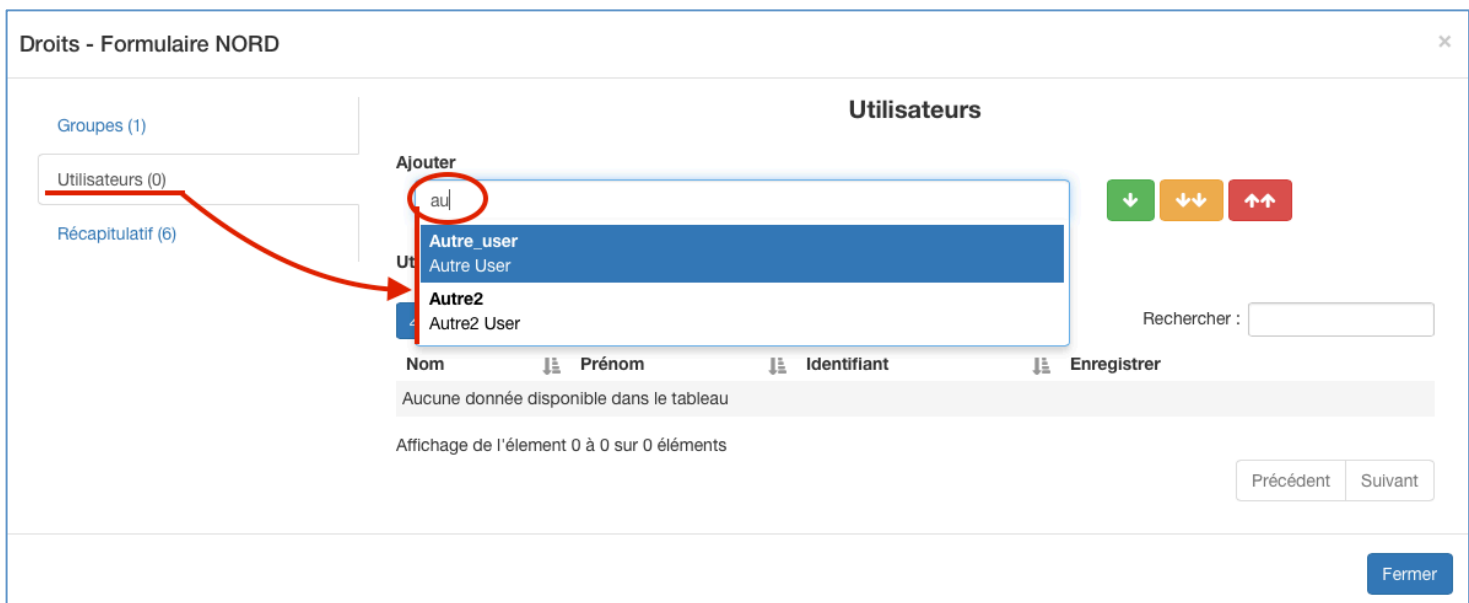 Droits - Formulaire NORD
×
Groupes (1)
Utilisateurs (0)
Récapitulatif (6)
Utilisateurs
Ajouter
au
Autre_user
Autre User
Autre2
Autre2 User
Rechercher :
Nom Prénom Identifiant Enregistrer
Aucune donnée disponible dans le tableau
Affichage de l'élement 0 à 0 sur 0 éléments
Précédent Suivant
Fermer